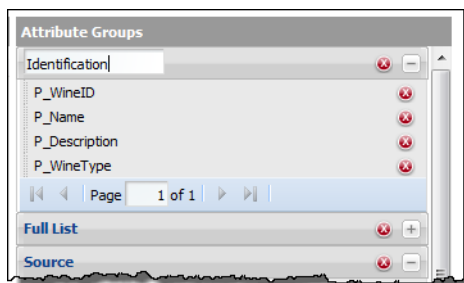 Attribute Groups
Identification
P_WineID
P_Name
P_Description
P_WineType
Page 1 of 1
Full List
Source